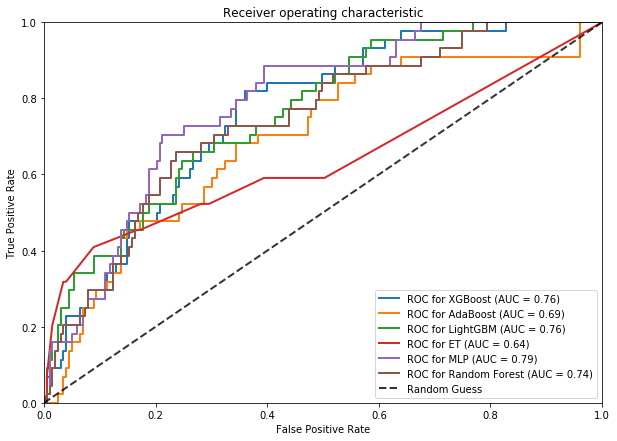 Receiver operating characteristic
True Positive Rate
1.0
0.8
0.6
0.4
0.2
0.0
ROC for XGBoost (AUC = 0.76)
ROC for AdaBoost (AUC = 0.69)
ROC for LightGBM (AUC = 0.76)
ROC for ET (AUC = 0.64)
ROC for MLP (AUC = 0.79)
ROC for Random Forest (AUC = 0.74)
Random Guess
0.0 0.2 0.4 0.6 0.8 1.0
False Positive Rate